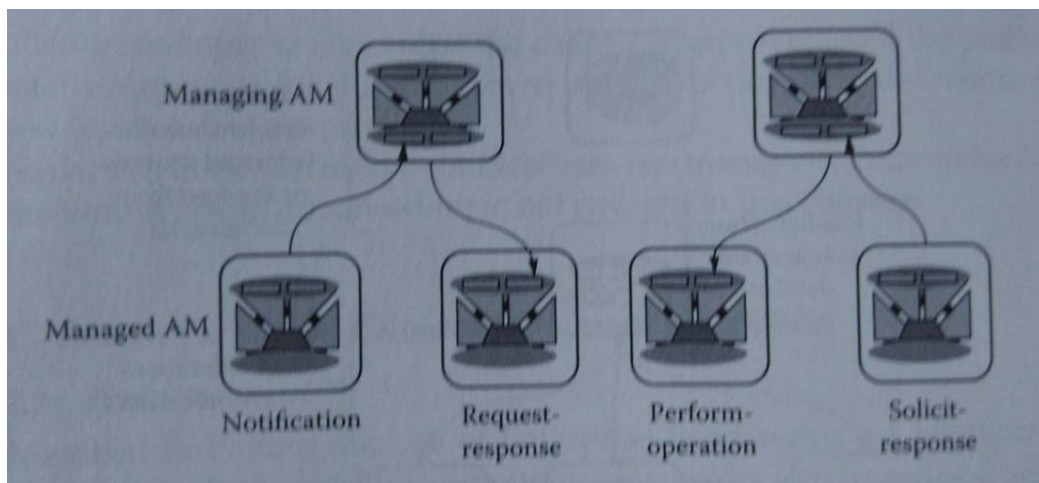 Managing AM
Managed AM
Notification
Request-
response
Perform-
operation
Solicit-
response